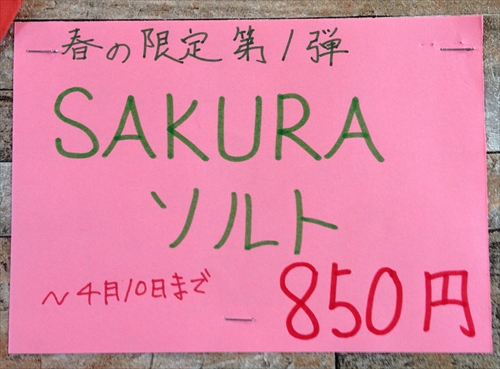 春の限定第1弾
SAKURA
ソルト
～4月10日まで
850円